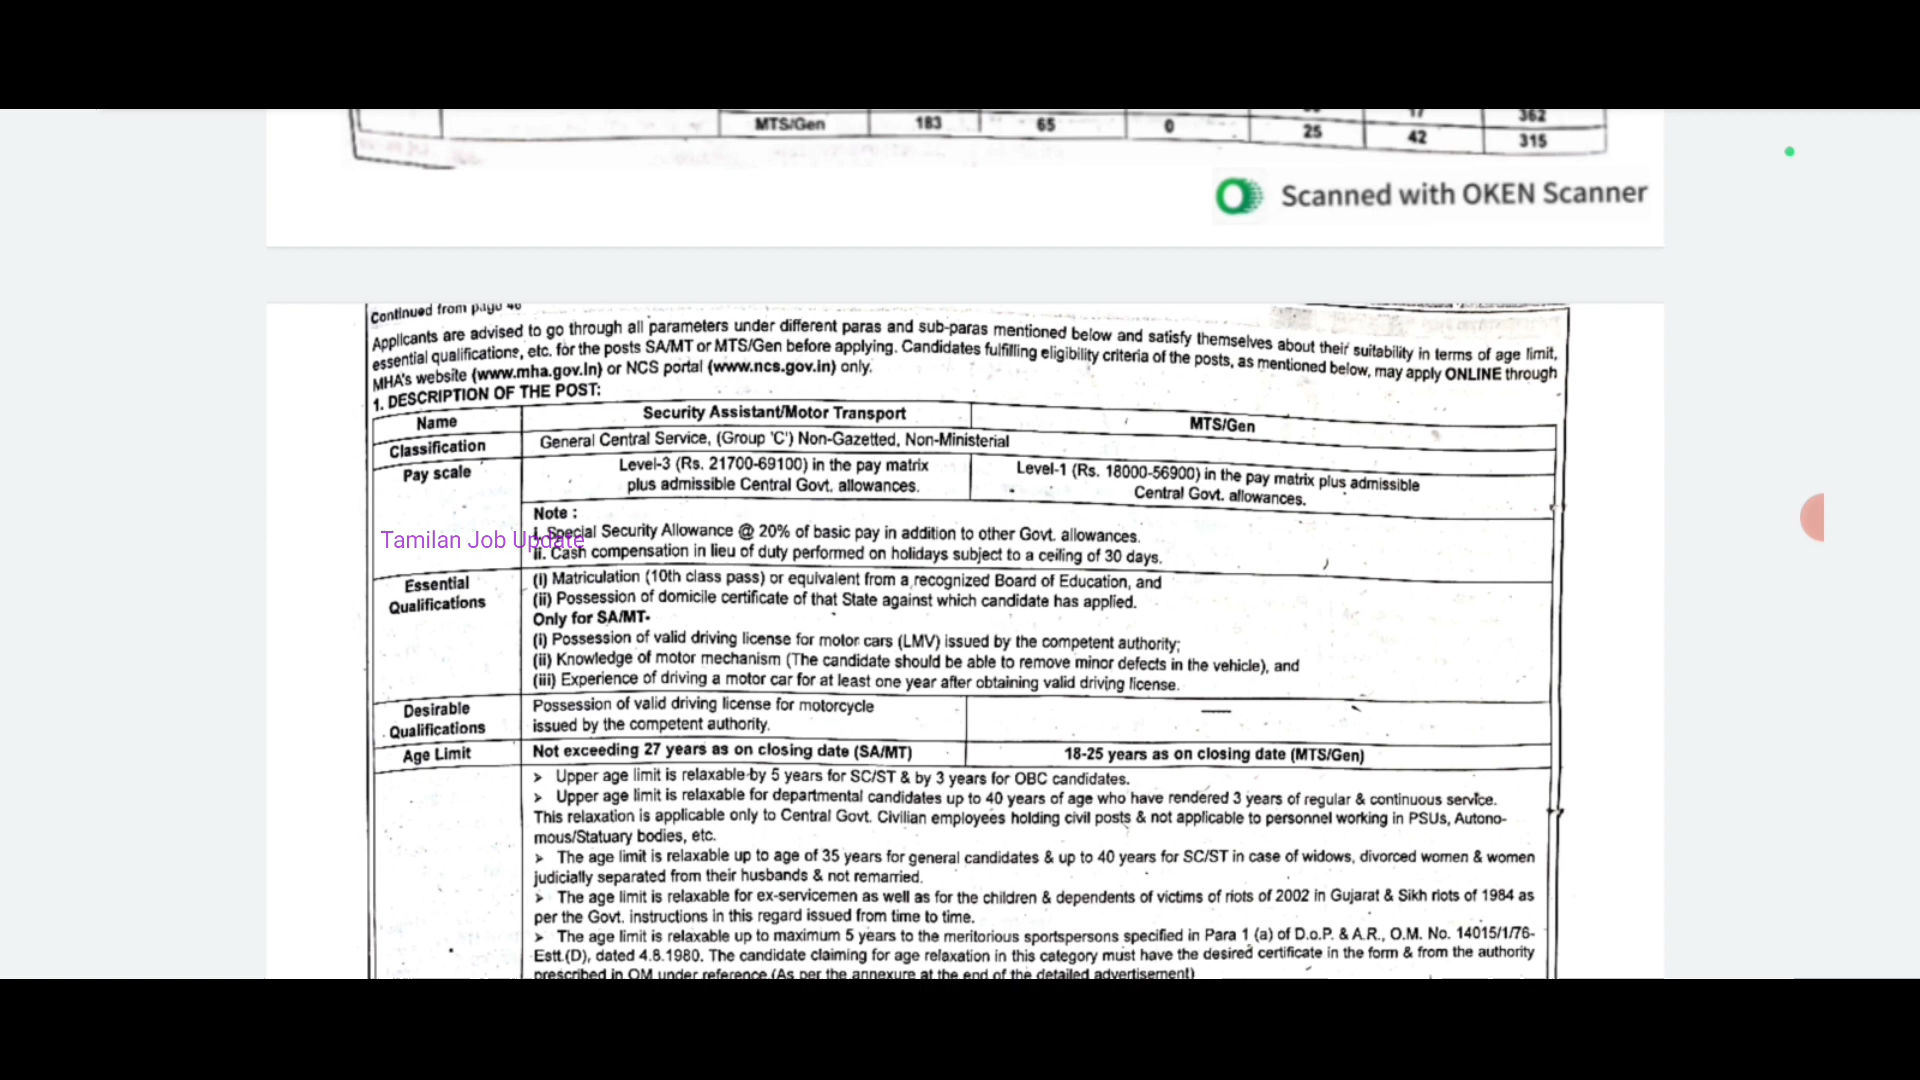 17 362
MTS/Gen 183 65 0 25 42 315
Scanned with OKEN Scanner
Continued from page
Applicants are advised to go through all parameters under different paras and sub-paras mentioned below and satisfy themselves about their suitability in terms of age limit,
essential qualifications, etc. for the posts SA/MT or MTS/Gen before applying. Candidates fulfilling eligibility criteria of the posts, as mentioned below, may apply ONLINE through
MHA's website (www.mha.gov.in) or NCS portal (www.ncs.gov.in) only.
1. DESCRIPTION OF THE POST:
Name Security Assistant/Motor Transport MTS/Gen
Classification General Central Service, (Group 'C') Non-Gazetted, Non-Ministerial
Pay scale Level-3 (Rs. 21700-69100) in the pay matrix
plus admissible Central Govt. allowances.
Level-1 (Rs. 18000-56900) in the pay matrix plus admissible
Central Govt. allowances.
Note :
i. Special Security Allowance @ 20% of basic pay in addition to other Govt. allowances.
Tamilan Job Update
ii. Cash compensation in lieu of duty performed on holidays subject to a ceiling of 30 days.
Essential
Qualifications
(i) Matriculation (10th class pass) or equivalent from a recognized Board of Education, and
(ii) Possession of domicile certificate of that State against which candidate has applied.
Only for SA/MT-
(i) Possession of valid driving license for motor cars (LMV) issued by the competent authority;
(ii) Knowledge of motor mechanism (The candidate should be able to remove minor defects in the vehicle), and
(iii) Experience of driving a motor car for at least one year after obtaining valid driving license.
Desirable
Qualifications
Possession of valid driving license for motorcycle
issued by the competent authority.
Age Limit Not exceeding 27 years as on closing date (SA/MT) 18-25 years as on closing date (MTS/Gen)
➢ Upper age limit is relaxable by 5 years for SC/ST & by 3 years for OBC candidates.
➢ Upper age limit is relaxable for departmental candidates up to 40 years of age who have rendered 3 years of regular & continuous service.
This relaxation is applicable only to Central Govt. Civilian employees holding civil posts & not applicable to personnel working in PSUs, Autono-
mous/Statuary bodies, etc.
➢ The age limit is relaxable up to age of 35 years for general candidates & up to 40 years for SC/ST in case of widows, divorced women & women
judicially separated from their husbands & not remarried.
➢ The age limit is relaxable for ex-servicemen as well as for the children & dependents of victims of riots of 2002 in Gujarat & Sikh riots of 1984 as
per the Govt. instructions in this regard issued from time to time.
➢ The age limit is relaxable up to maximum 5 years to the meritorious sportspersons specified in Para 1 (a) of D.o.P. & A.R., O.M. No. 14015/1/76-
Estt.(D), dated 4.8.1980. The candidate claiming for age relaxation in this category must have the desired certificate in the form & from the authority
prescribed in OM under reference (As per the annexure at the end of the detailed advertisement)